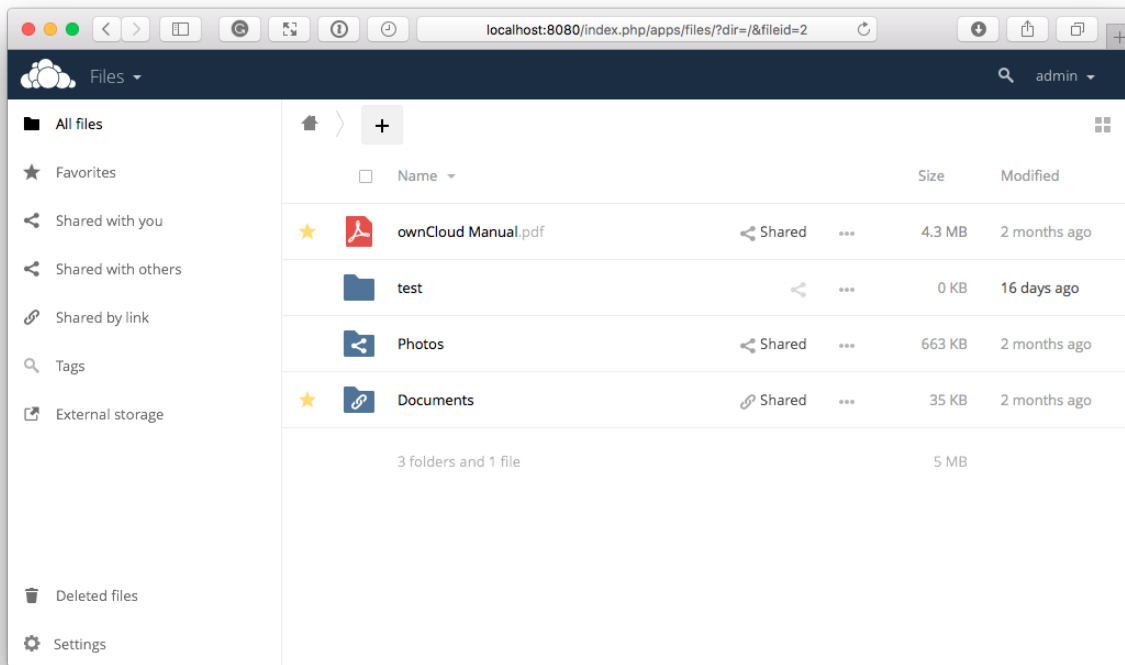 localhost:8080/index.php/apps/files/?dir=/&fileid=2
Files
admin
All files
Favorites
Shared with you
Shared with others
Shared by link
Tags
External storage
Deleted files
Settings
Name Size Modified
ownCloud Manual.pdf Shared 4.3 MB 2 months ago
test 0 KB 16 days ago
Photos Shared 663 KB 2 months ago
Documents Shared 35 KB 2 months ago
3 folders and 1 file 5 MB